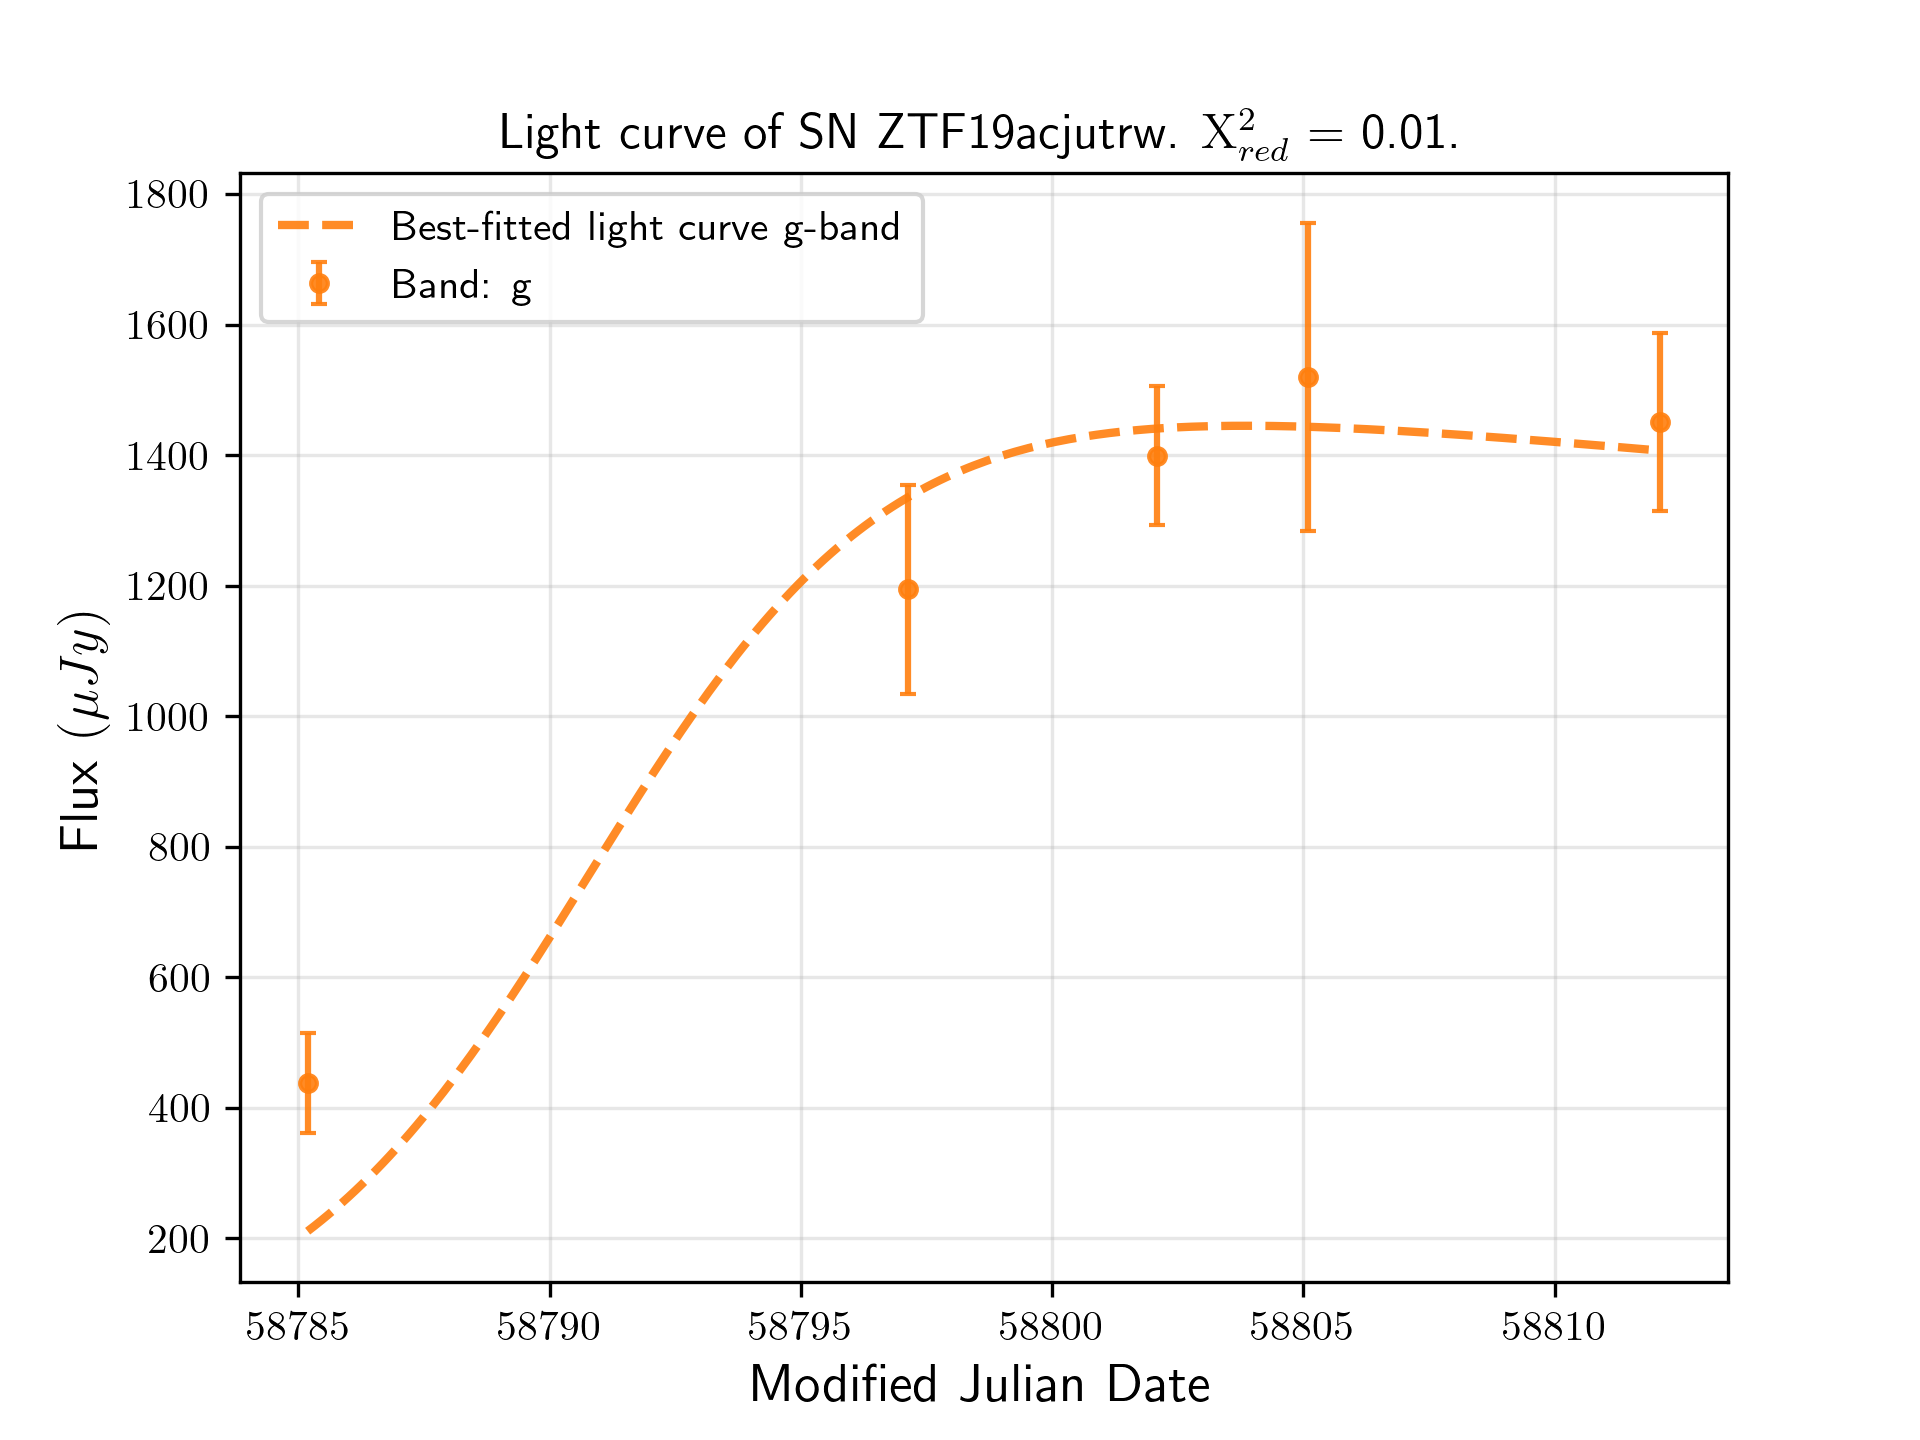 Light curve of SN ZTF19acjutrw. X²_red = 0.01.
Best-fitted light curve g-band
Band: g
1800
1600
1400
1200
1000
800
600
400
200
Flux (μJy)
58785 58790 58795 58800 58805 58810
Modified Julian Date